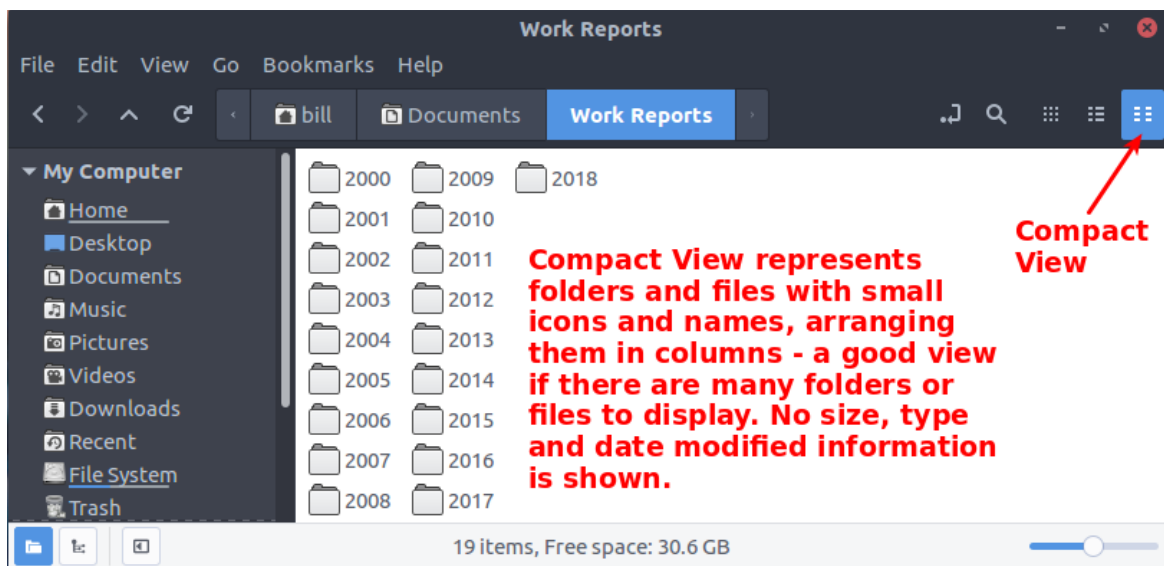 Work Reports
File Edit View Go Bookmarks Help
bill Documents Work Reports
My Computer
Home
Desktop
Documents
Music
Pictures
Videos
Downloads
Recent
File System
Trash
2000 2009 2018
2001 2010
2002 2011
2003 2012
2004 2013
2005 2014
2006 2015
2007 2016
2008 2017
Compact
View
Compact View represents
folders and files with small
icons and names, arranging
them in columns - a good view
if there are many folders or
files to display. No size, type
and date modified information
is shown.
19 items, Free space: 30.6 GB